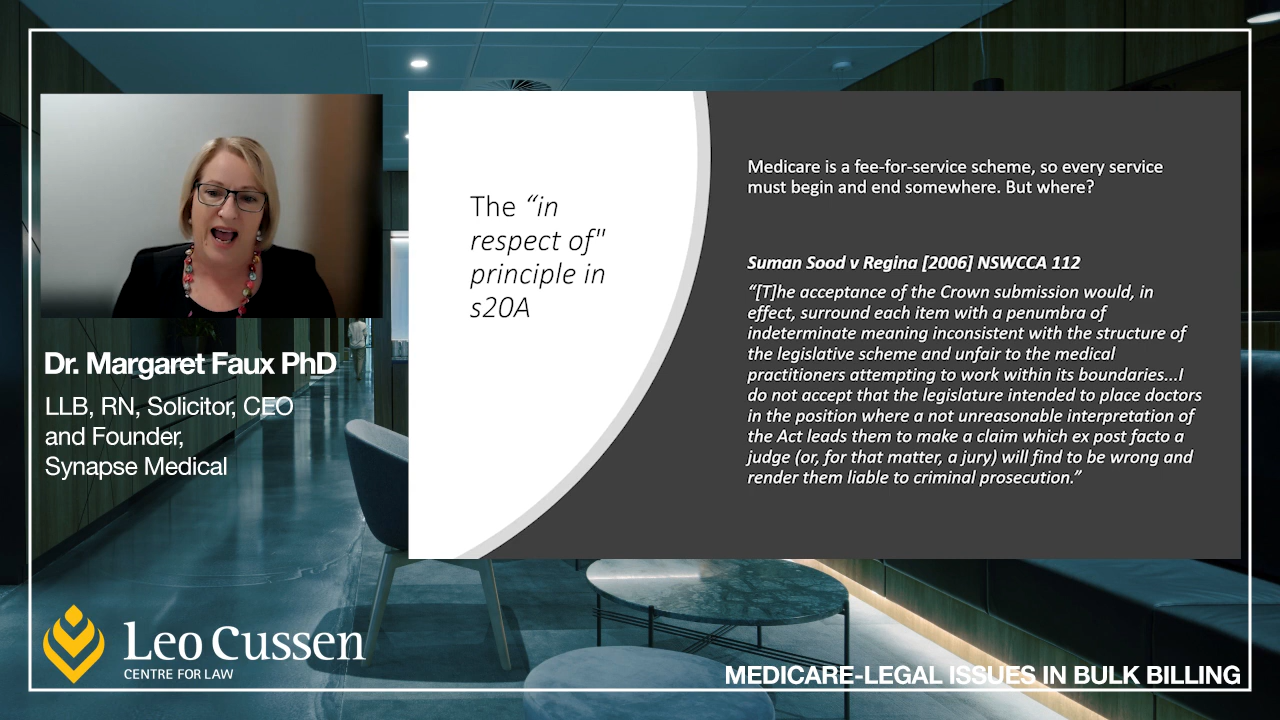 Dr. Margaret Faux PhD
LLB, RN, Solicitor, CEO
and Founder,
Synapse Medical
The “in
respect of"
principle in
s20A
Medicare is a fee-for-service scheme, so every service
must begin and end somewhere. But where?
Suman Sood v Regina [2006] NSWCCA 112
“[T]he acceptance of the Crown submission would, in
effect, surround each item with a penumbra of
indeterminate meaning inconsistent with the structure of
the legislative scheme and unfair to the medical
practitioners attempting to work within its boundaries...I
do not accept that the legislature intended to place doctors
in the position where a not unreasonable interpretation of
the Act leads them to make a claim which ex post facto a
judge (or, for that matter, a jury) will find to be wrong and
render them liable to criminal prosecution.”
Leo Cussen
CENTRE FOR LAW
MEDICARE-LEGAL ISSUES IN BULK BILLING